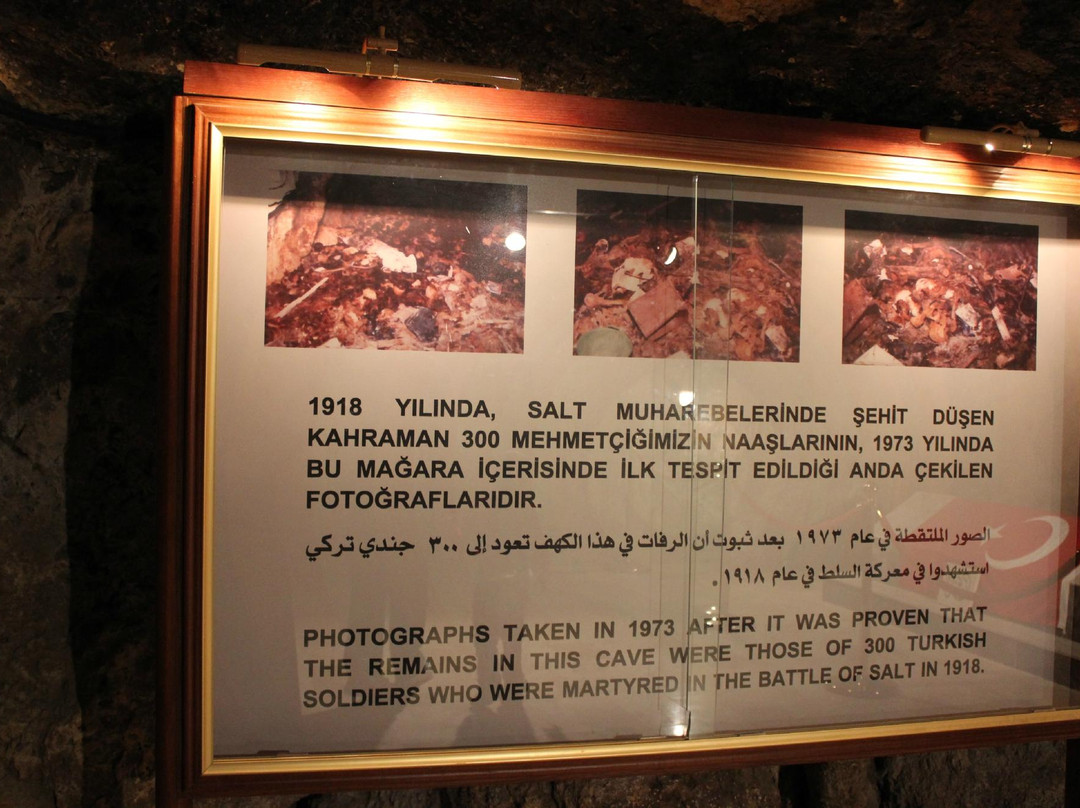 1918 YILINDA, SALT MUHAREBELERİNDE ŞEHİT DÜŞEN
KAHRAMAN 300 MEHMETÇİĞİMİZİN NAAŞLARININ, 1973 YILINDA
BU MAĞARA İÇERİSİNDE İLK TESPİT EDİLDİĞİ ANDA ÇEKİLEN
FOTOĞRAFLARIDIR.
الصور الملتقطة في عام ١٩٧٣ بعد ثبوت أن الرفات في هذا الكهف تعود إلى ٣٠٠ جندي تركي
استشهدوا في معركة السلط في عام ١٩١٨.
PHOTOGRAPHS TAKEN IN 1973 AFTER IT WAS PROVEN THAT
THE REMAINS IN THIS CAVE WERE THOSE OF 300 TURKISH
SOLDIERS WHO WERE MARTYRED IN THE BATTLE OF SALT IN 1918.